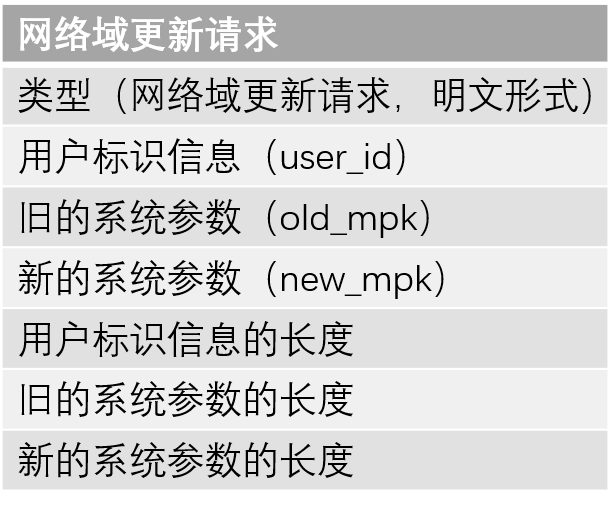 网络域更新请求
类型（网络域更新请求，明文形式）
用户标识信息（user_id）
旧的系统参数（old_mpk）
新的系统参数（new_mpk）
用户标识信息的长度
旧的系统参数的长度
新的系统参数的长度